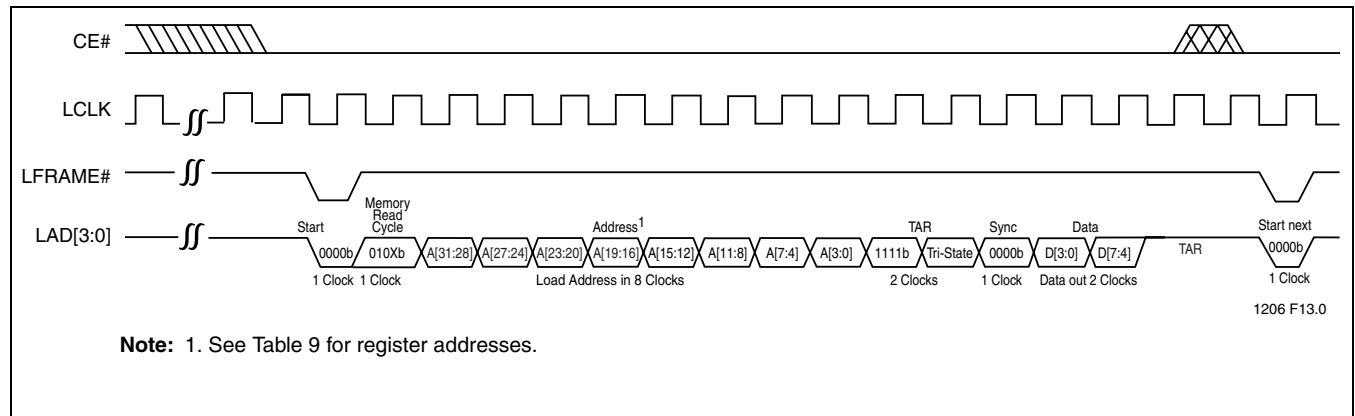 CE#
LCLK
LFRAME#
LAD[3:0]
Start
Memory
Read
Cycle
Address1
TAR
Sync
Data
TAR
Start next
0000b
010Xb
A[31:28]
A[27:24]
A[23:20]
A[19:16]
A[15:12]
A[11:8]
A[7:4]
A[3:0]
1111b
Tri-State
0000b
D[3:0]
D[7:4]
0000b
1 Clock
1 Clock
Load Address in 8 Clocks
2 Clocks
1 Clock
Data out 2 Clocks
1 Clock
1206 F13.0
Note: 1. See Table 9 for register addresses.